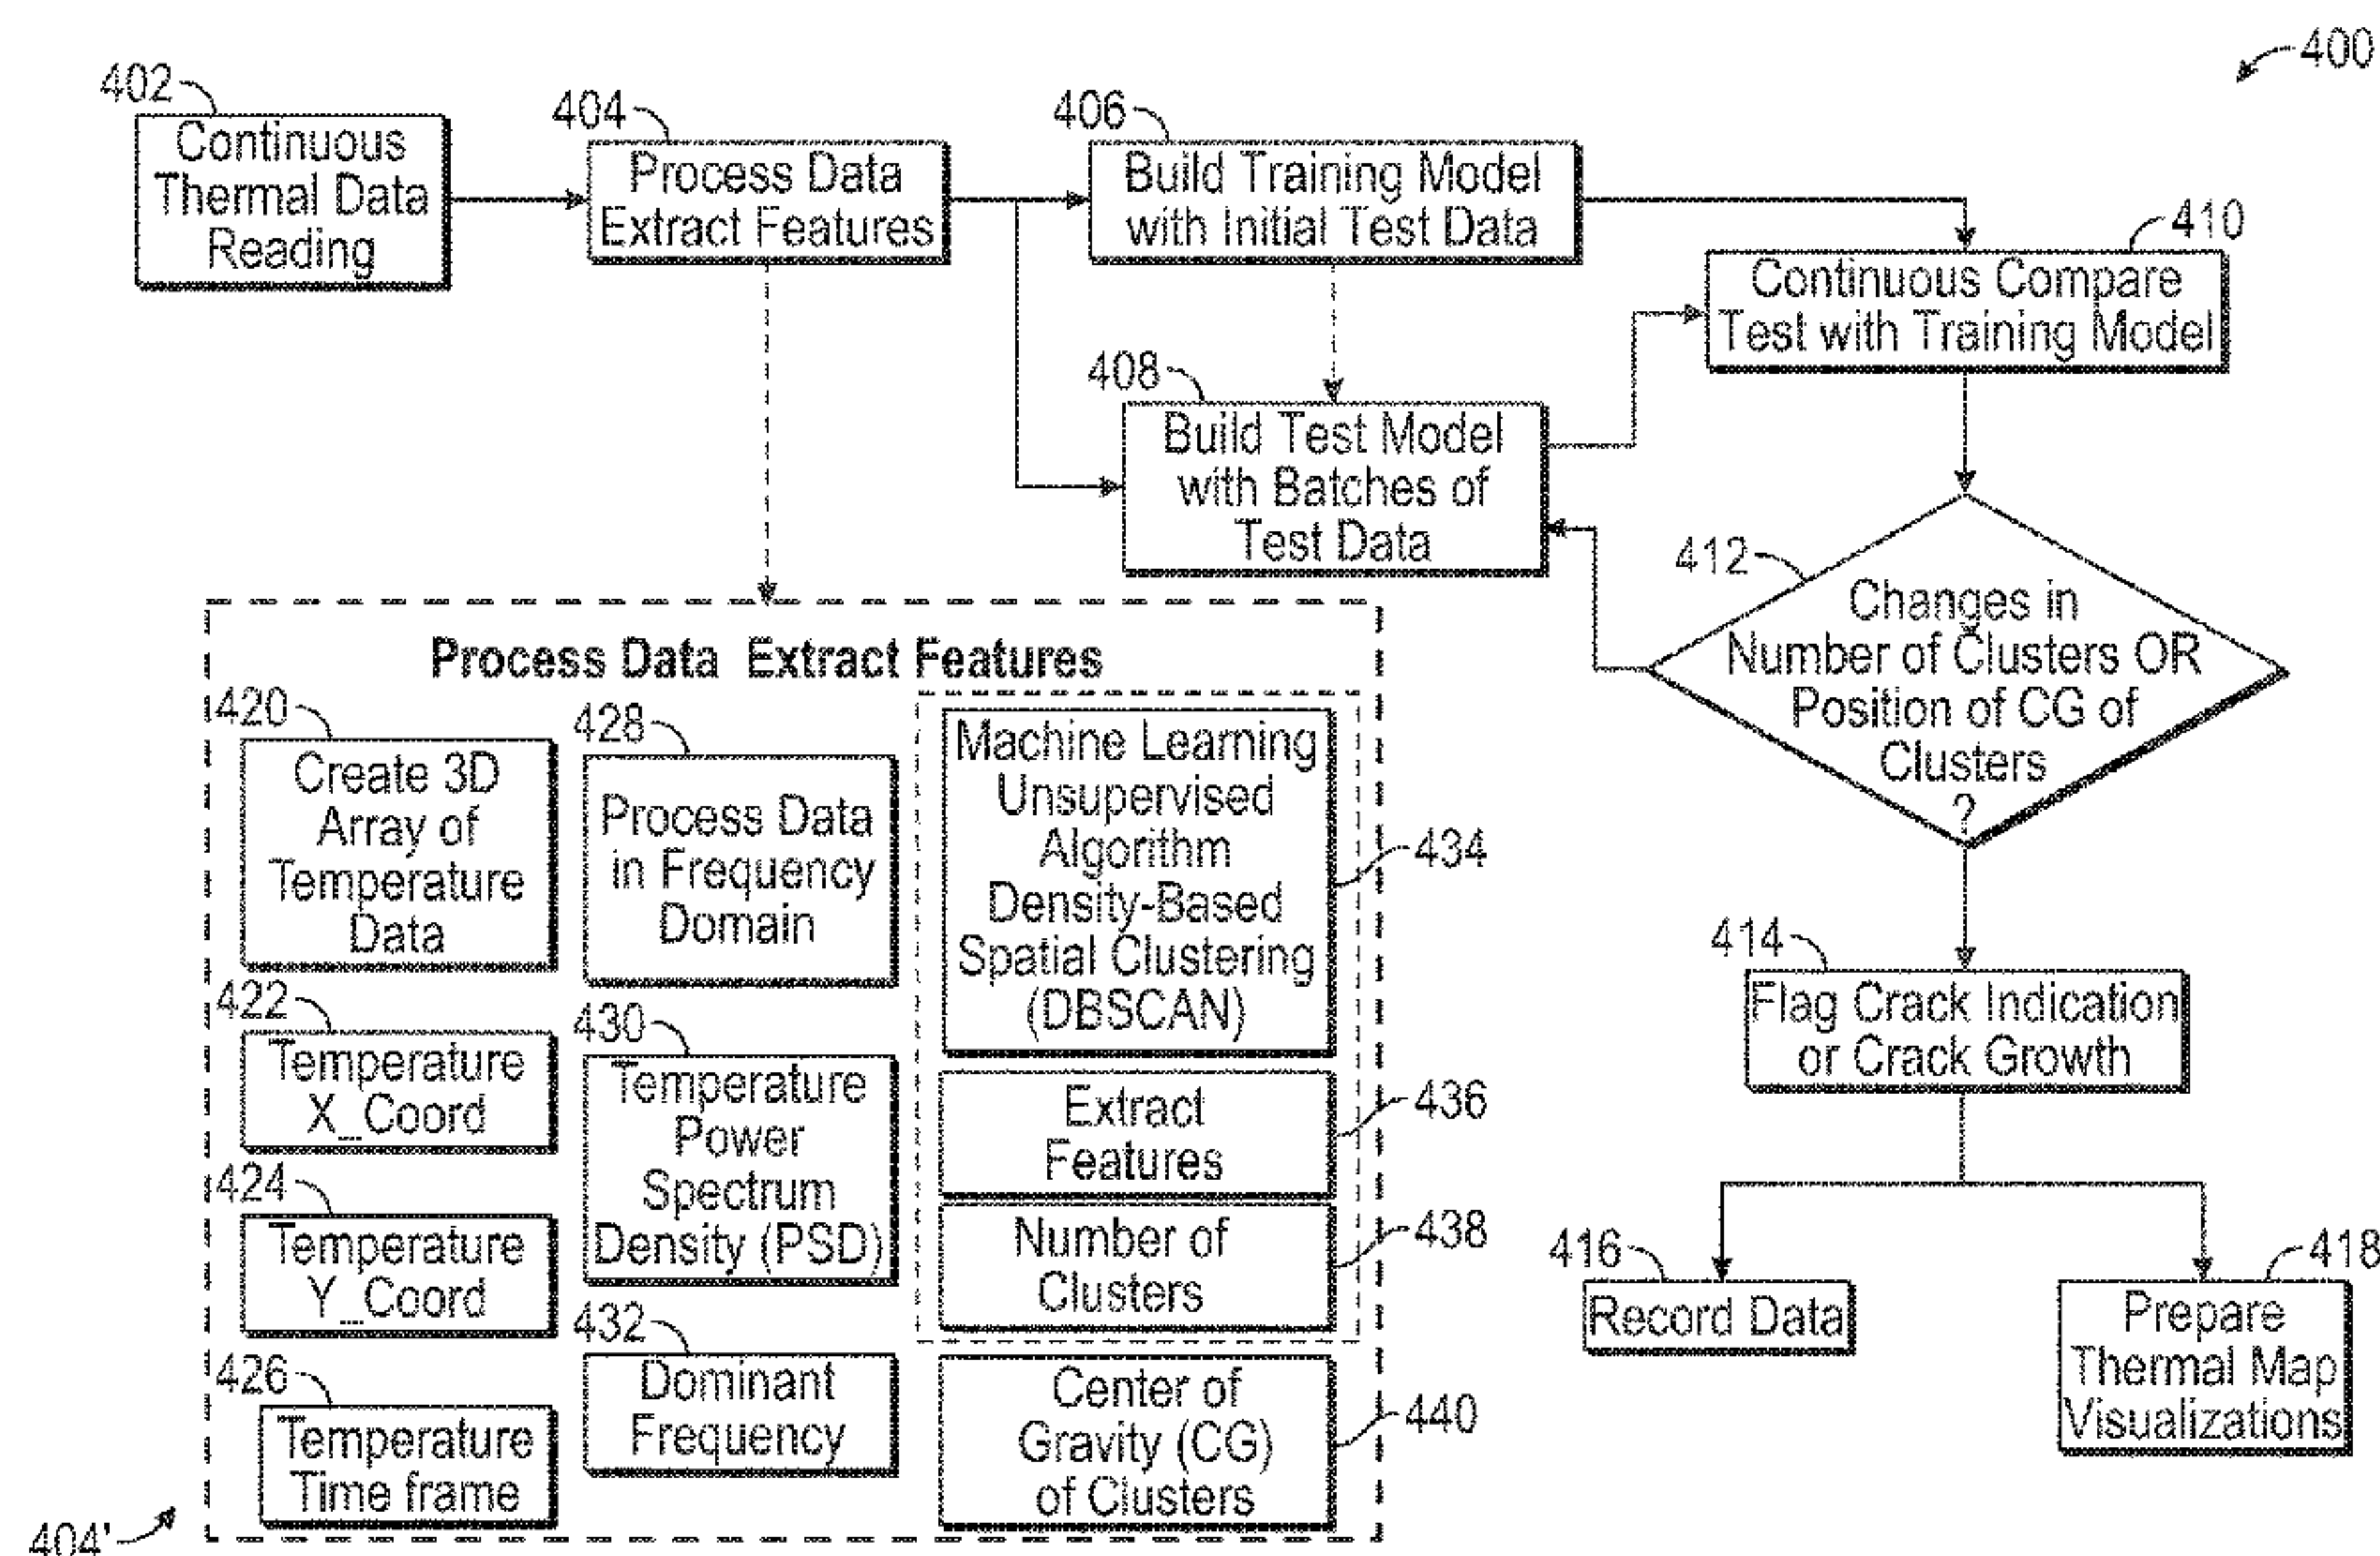 400
402
Continuous
Thermal Data
Reading
404
Process Data
Extract Features
406
Build Training Model
with Initial Test Data
410
Continuous Compare
Test with Training Model
408
Build Test Model
with Batches of
Test Data
412
Changes in
Number of Clusters OR
Position of CG of
Clusters
?
414
Flag Crack Indication
or Crack Growth
416
Record Data
418
Prepare
Thermal Map
Visualizations
Process Data Extract Features
420
Create 3D
Array of
Temperature
Data
422
Temperature
X_Coord
424
Temperature
Y_Coord
426
Temperature
Time frame
428
Process Data
in Frequency
Domain
430
Temperature
Power
Spectrum
Density (PSD)
432
Dominant
Frequency
Machine Learning
Unsupervised
Algorithm
Density-Based
Spatial Clustering
(DBSCAN)
434
Extract
Features
436
Number of
Clusters
438
Center of
Gravity (CG)
of Clusters
440
404'